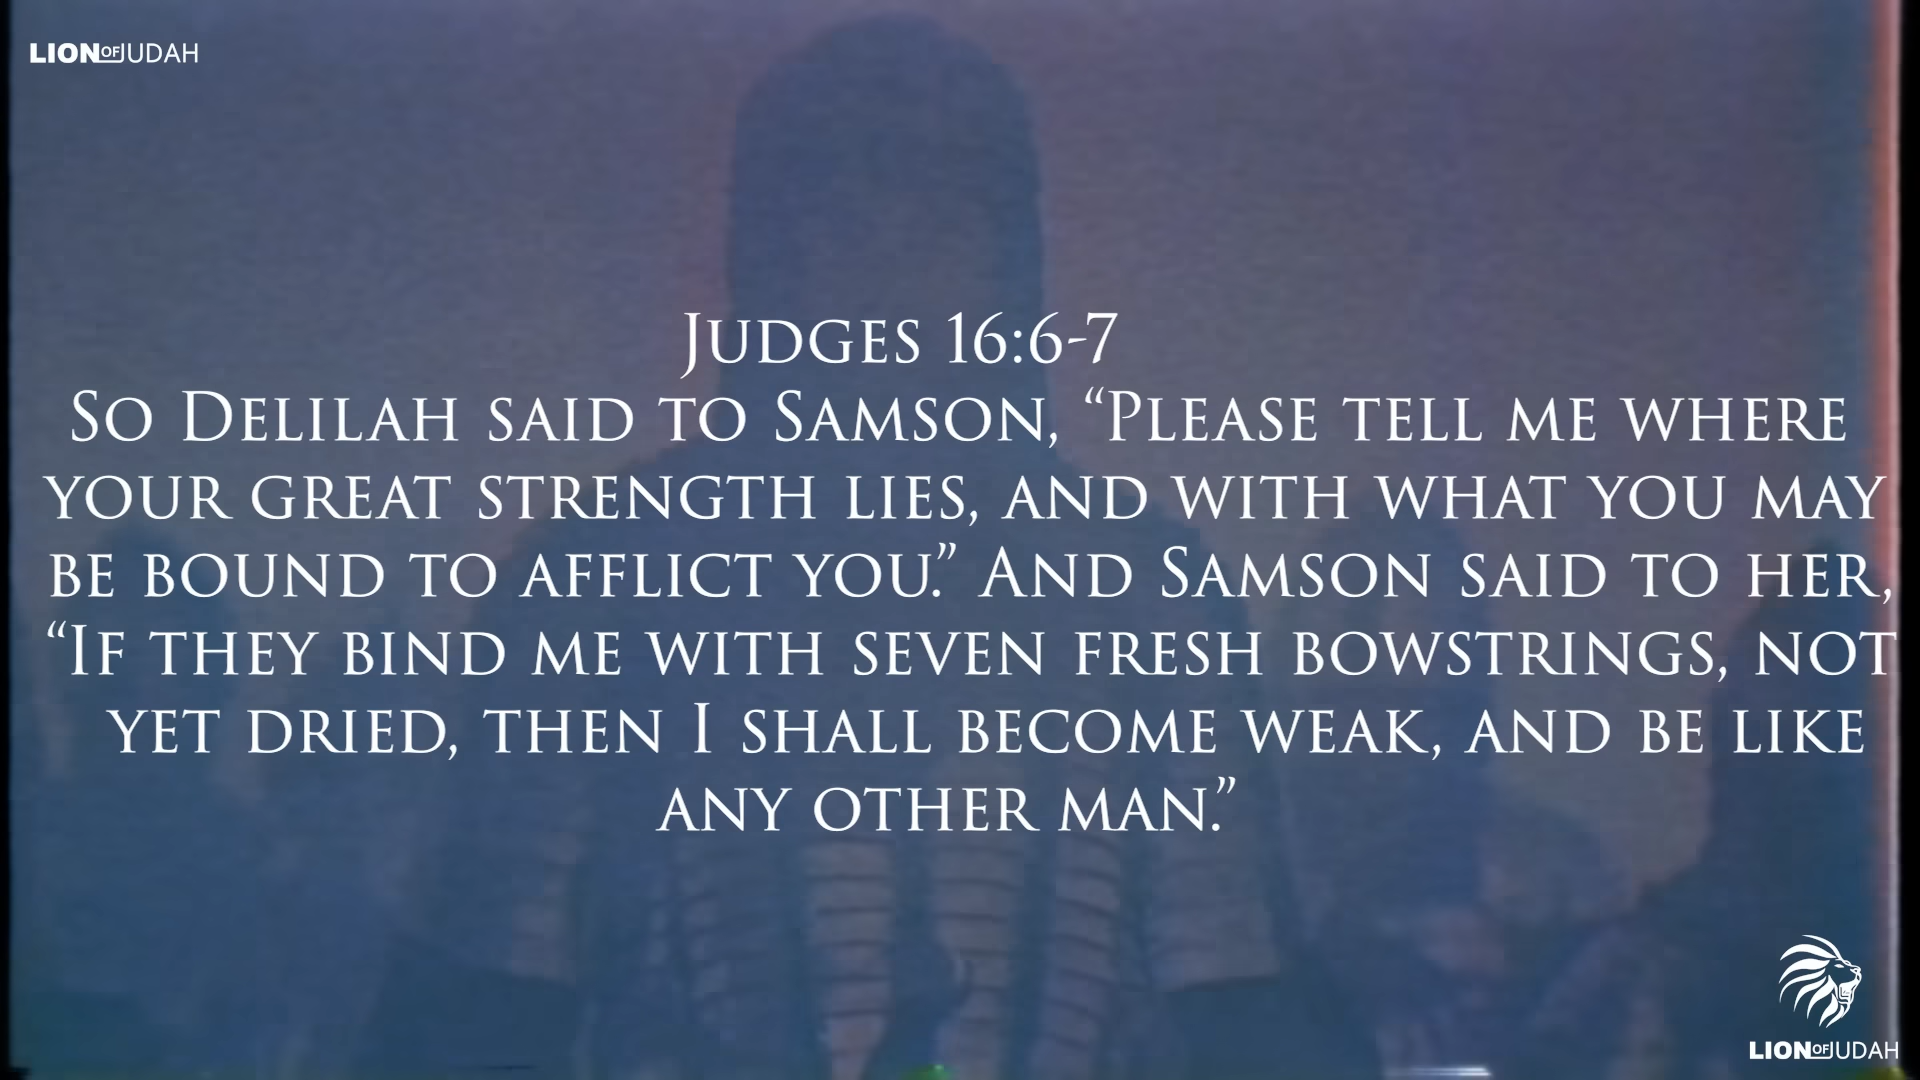 LIONOFJUDAH
Judges 16:6-7
So Delilah said to Samson, “Please tell me where
your great strength lies, and with what you may
be bound to afflict you.” And Samson said to her,
“If they bind me with seven fresh bowstrings, not
yet dried, then I shall become weak, and be like
any other man.”
LIONOFJUDAH